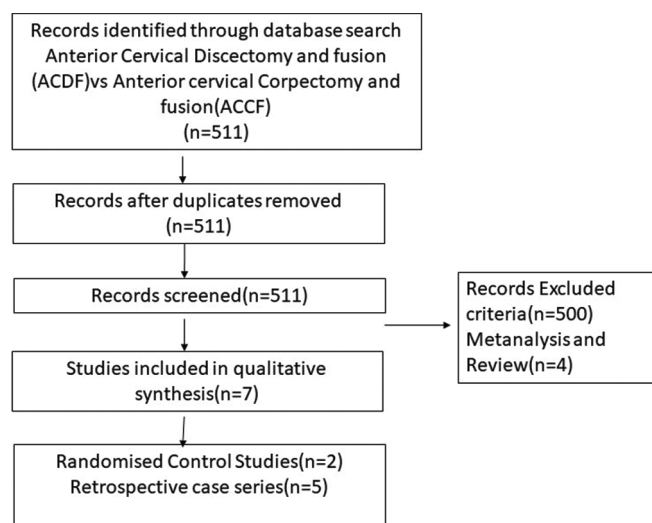 Records identified through database search
Anterior Cervical Discectomy and fusion
(ACDF)vs Anterior cervical Corpectomy and
fusion(ACCF)
(n=511)
Records after duplicates removed
(n=511)
Records screened(n=511)
Records Excluded
criteria(n=500)
Metanalysis and
Review(n=4)
Studies included in qualitative
synthesis(n=7)
Randomised Control Studies(n=2)
Retrospective case series(n=5)